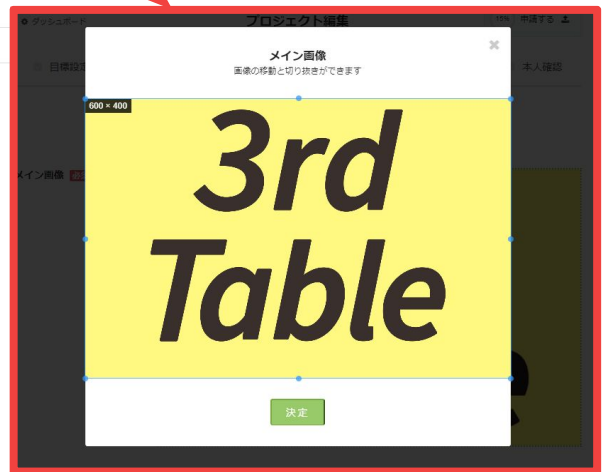 ダッシュボード
プロジェクト編集
15% 申請する
目標設定
本人確認
メイン画像
画像の移動と切り抜きができます
×
600 × 400
3rd
Table
メイン画像
決定